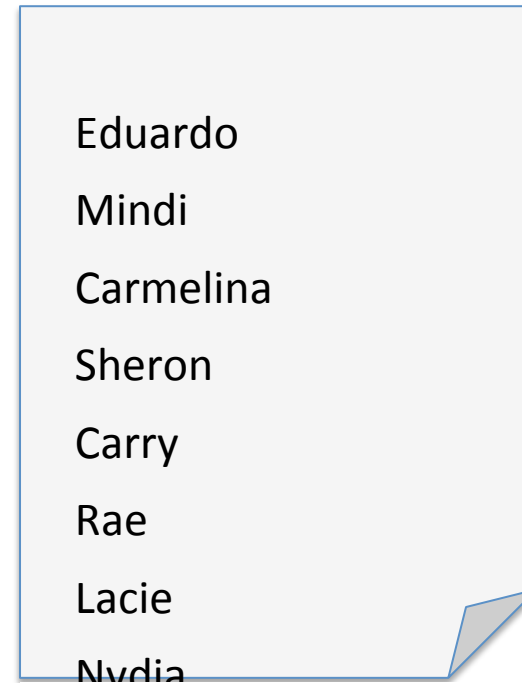 Eduardo
Mindi
Carmelina
Sheron
Carry
Rae
Lacie
Nydia